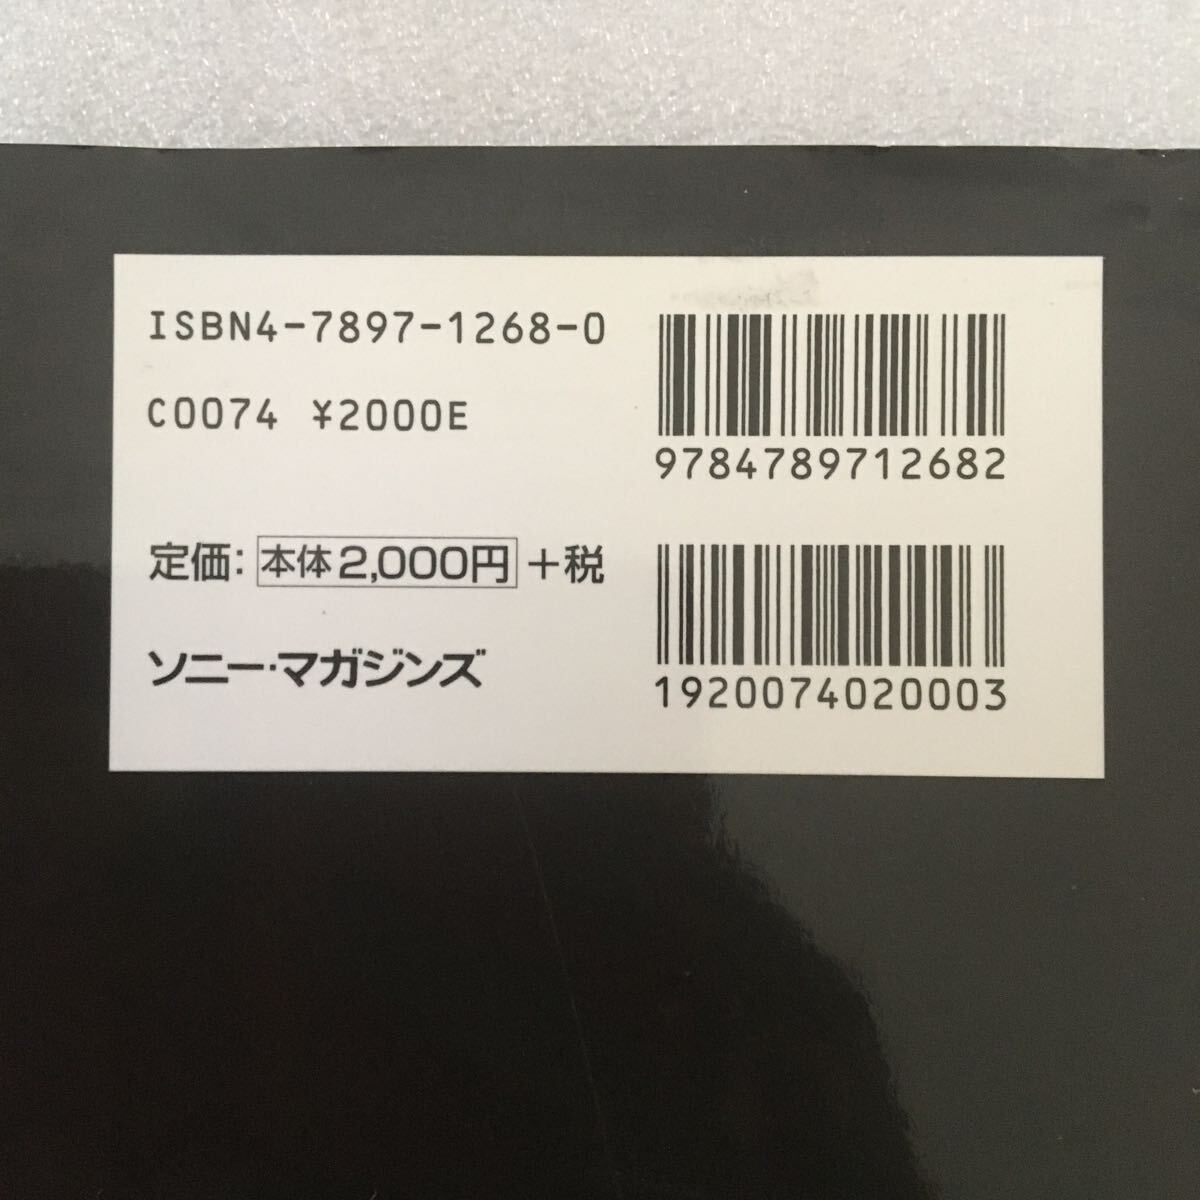 ISBN4-7897-1268-0
C0074 ¥2000E
9784789712682
定価: 本体2,000円 +税
ソニー・マガジンズ
1920074020003